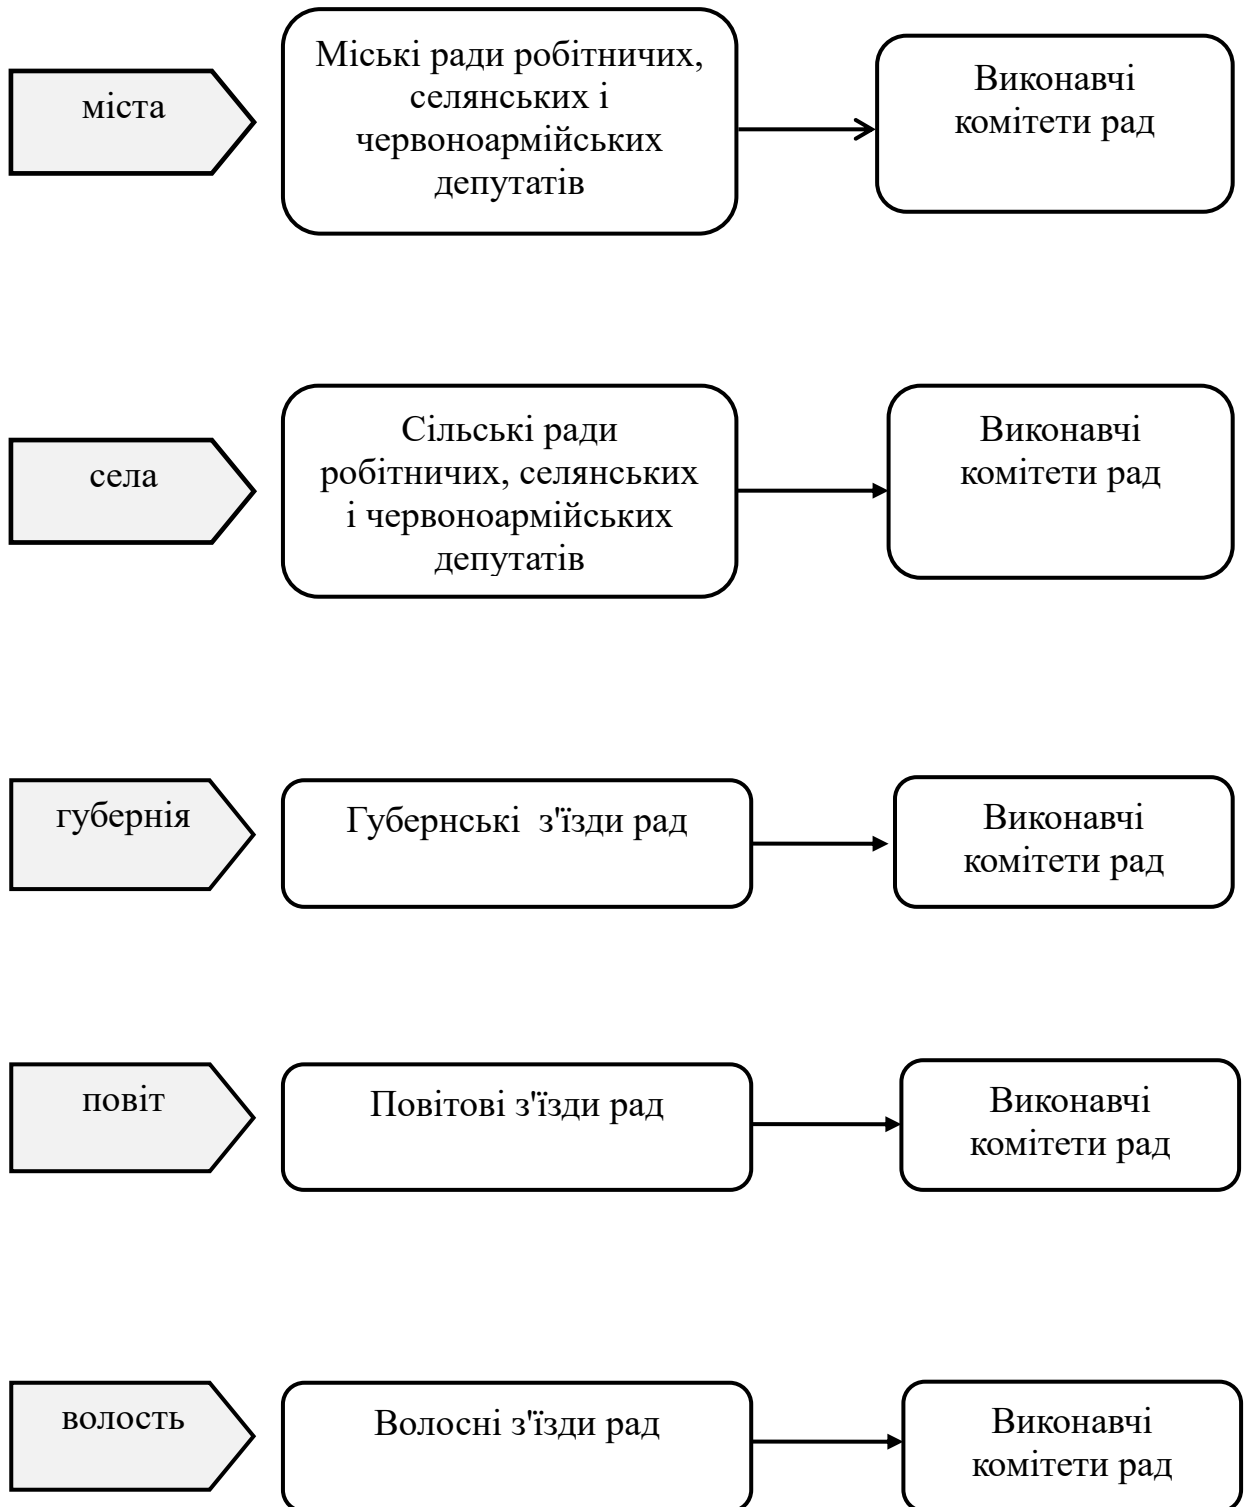 міста
Міські ради робітничих,
селянських і
червоноармійських
депутатів
Виконавчі
комітети рад
села
Сільські ради
робітничих, селянських
і червоноармійських
депутатів
Виконавчі
комітети рад
губернія
Губернські з'їзди рад
Виконавчі
комітети рад
повіт
Повітові з'їзди рад
Виконавчі
комітети рад
волость
Волосні з'їзди рад
Виконавчі
комітети рад